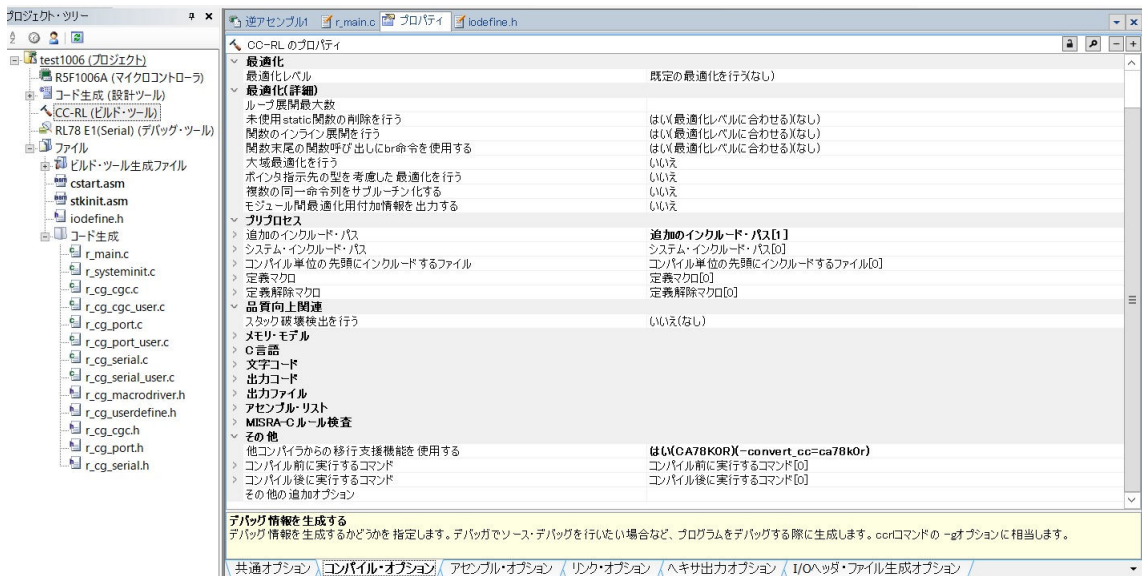 プロジェクト・ツリー
test1006 (プロジェクト)
R5F1006A (マイクロコントローラ)
コード生成 (設計ツール)
CC-RL (ビルド・ツール)
RL78 E1(Serial) (デバッグ・ツール)
ファイル
ビルド・ツール生成ファイル
cstart.asm
stkinit.asm
iodefine.h
コード生成
r_main.c
r_systeminit.c
r_cg_cgc.c
r_cg_cgc_user.c
r_cg_port.c
r_cg_port_user.c
r_cg_serial.c
r_cg_serial_user.c
r_cg_macrodriver.h
r_cg_userdefine.h
r_cg_cgc.h
r_cg_port.h
r_cg_serial.h
逆アセンブル1 r_main.c プロパティ iodefine.h
CC-RL のプロパティ
最適化
最適化レベル 既定の最適化を行う(なし)
最適化(詳細)
ループ展開最大数
未使用static関数の削除を行う はい(最適化レベルに合わせる)(なし)
関数のインライン展開を行う はい(最適化レベルに合わせる)(なし)
関数末尾の関数呼び出しにbr命令を使用する はい(最適化レベルに合わせる)(なし)
大域最適化を行う いいえ
ポインタ指示先の型を考慮した最適化を行う いいえ
複数の同一命令列をサブルーチン化する いいえ
モジュール間最適化用付加情報を出力する いいえ
プリプロセス
追加のインクルード・パス 追加のインクルード・パス[1]
システム・インクルード・パス システム・インクルード・パス[0]
コンパイル単位の先頭にインクルードするファイル コンパイル単位の先頭にインクルードするファイル[0]
定義マクロ 定義マクロ[0]
定義解除マクロ 定義解除マクロ[0]
品質向上関連
スタック破壊検出を行う いいえ(なし)
メモリ・モデル
C言語
文字コード
出力コード
出力ファイル
アセンブル・リスト
MISRA-Cルール検査
その他
他コンパイラからの移行支援機能を使用する はい(CA78K0R)(-convert_cc=ca78k0r)
コンパイル前に実行するコマンド コンパイル前に実行するコマンド[0]
コンパイル後に実行するコマンド コンパイル後に実行するコマンド[0]
その他の追加オプション
デバッグ情報を生成する
デバッグ情報を生成するかどうかを指定します。デバッガでソース・デバッグを行いたい場合など、プログラムをデバッグする際に生成します。ccrlコマンドの -gオプションに相当します。
共通オプション コンパイル・オプション アセンブル・オプション リンク・オプション ヘキサ出力オプション I/Oヘッダ・ファイル生成オプション